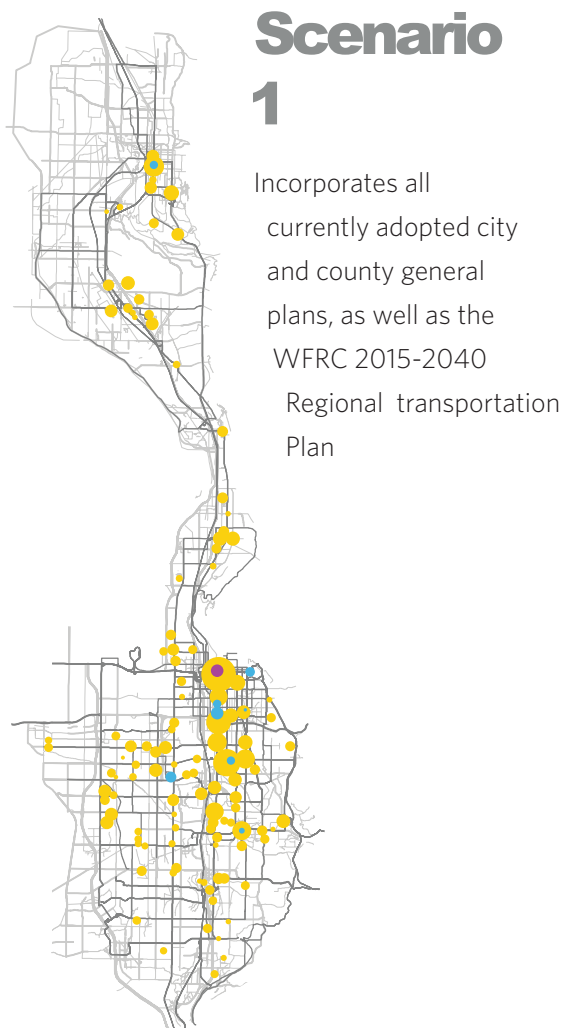 Scenario
1
Incorporates all
currently adopted city
and county general
plans, as well as the
WFRC 2015-2040
Regional transportation
Plan